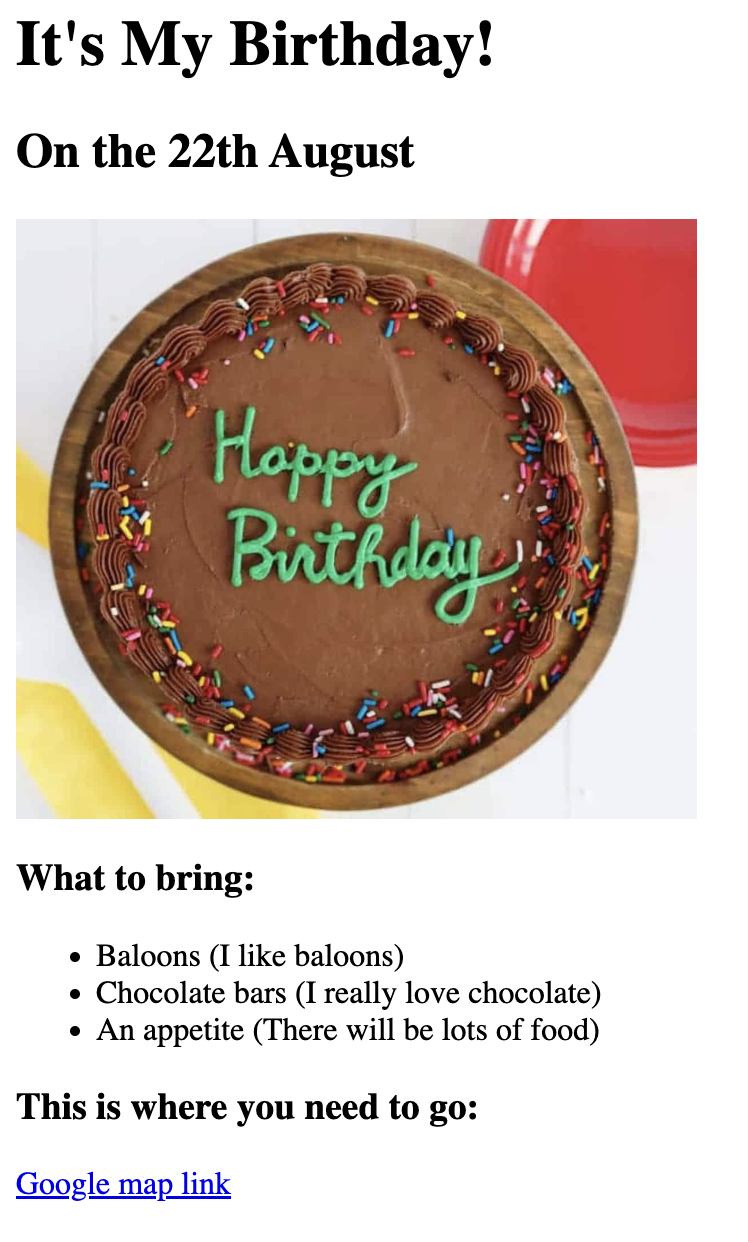 It's My Birthday!
On the 22th August
Happy
Birthday
What to bring:
Baloons (I like baloons)
Chocolate bars (I really love chocolate)
An appetite (There will be lots of food)
This is where you need to go:
Google map link